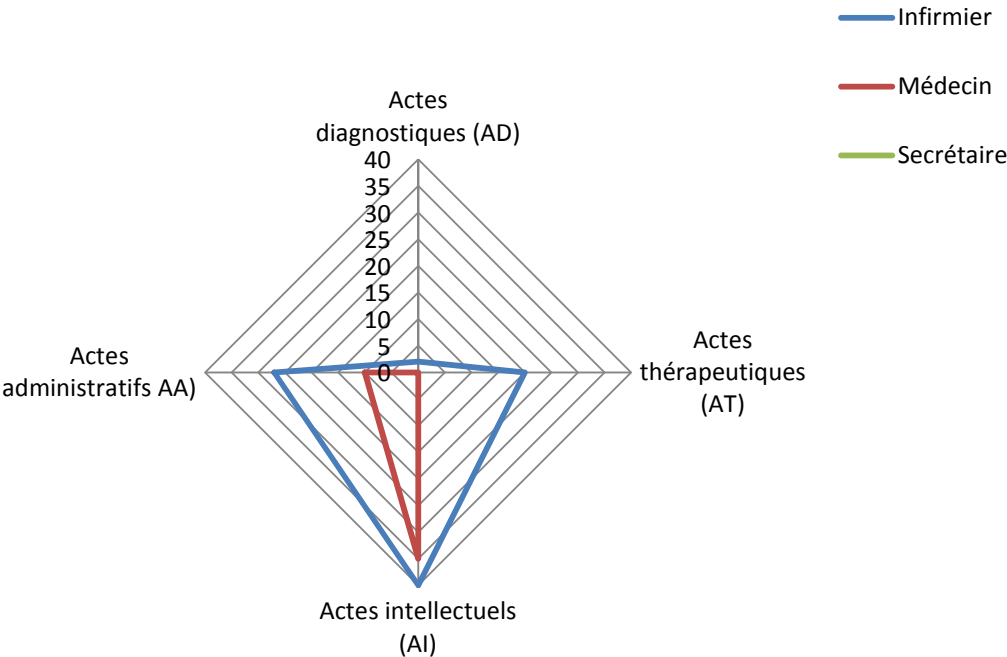 Infirmier
Médecin
Secrétaire
Actes
diagnostiques (AD)
40
35
30
25
20
15
10
5
0
Actes
thérapeutiques
(AT)
Actes
administratifs AA)
Actes intellectuels
(AI)